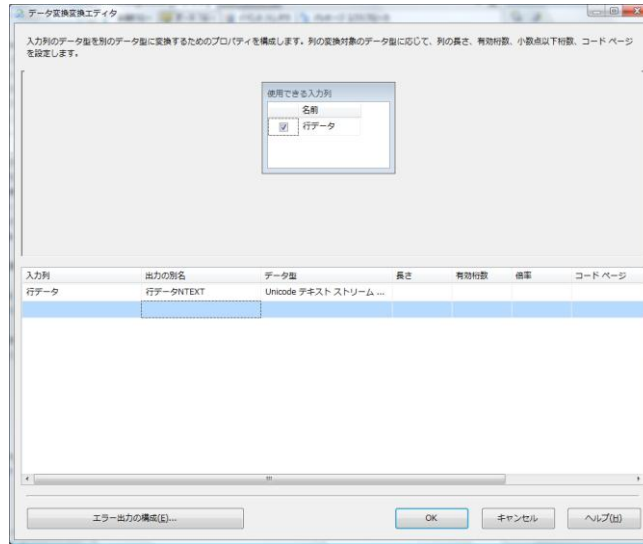 データ変換変換エディタ
入力列のデータ型を別のデータ型に変換するためのプロパティを構成します。列の変換対象のデータ型に応じて、列の長さ、有効桁数、小数点以下桁数、コード ページ
を設定します。
使用できる入力列
名前
行データ
入力列 出力の別名 データ型 長さ 有効桁数 倍率 コード ページ
行データ 行データNTEXT Unicode テキスト ストリーム ...
エラー出力の構成(E)... OK キャンセル ヘルプ(H)